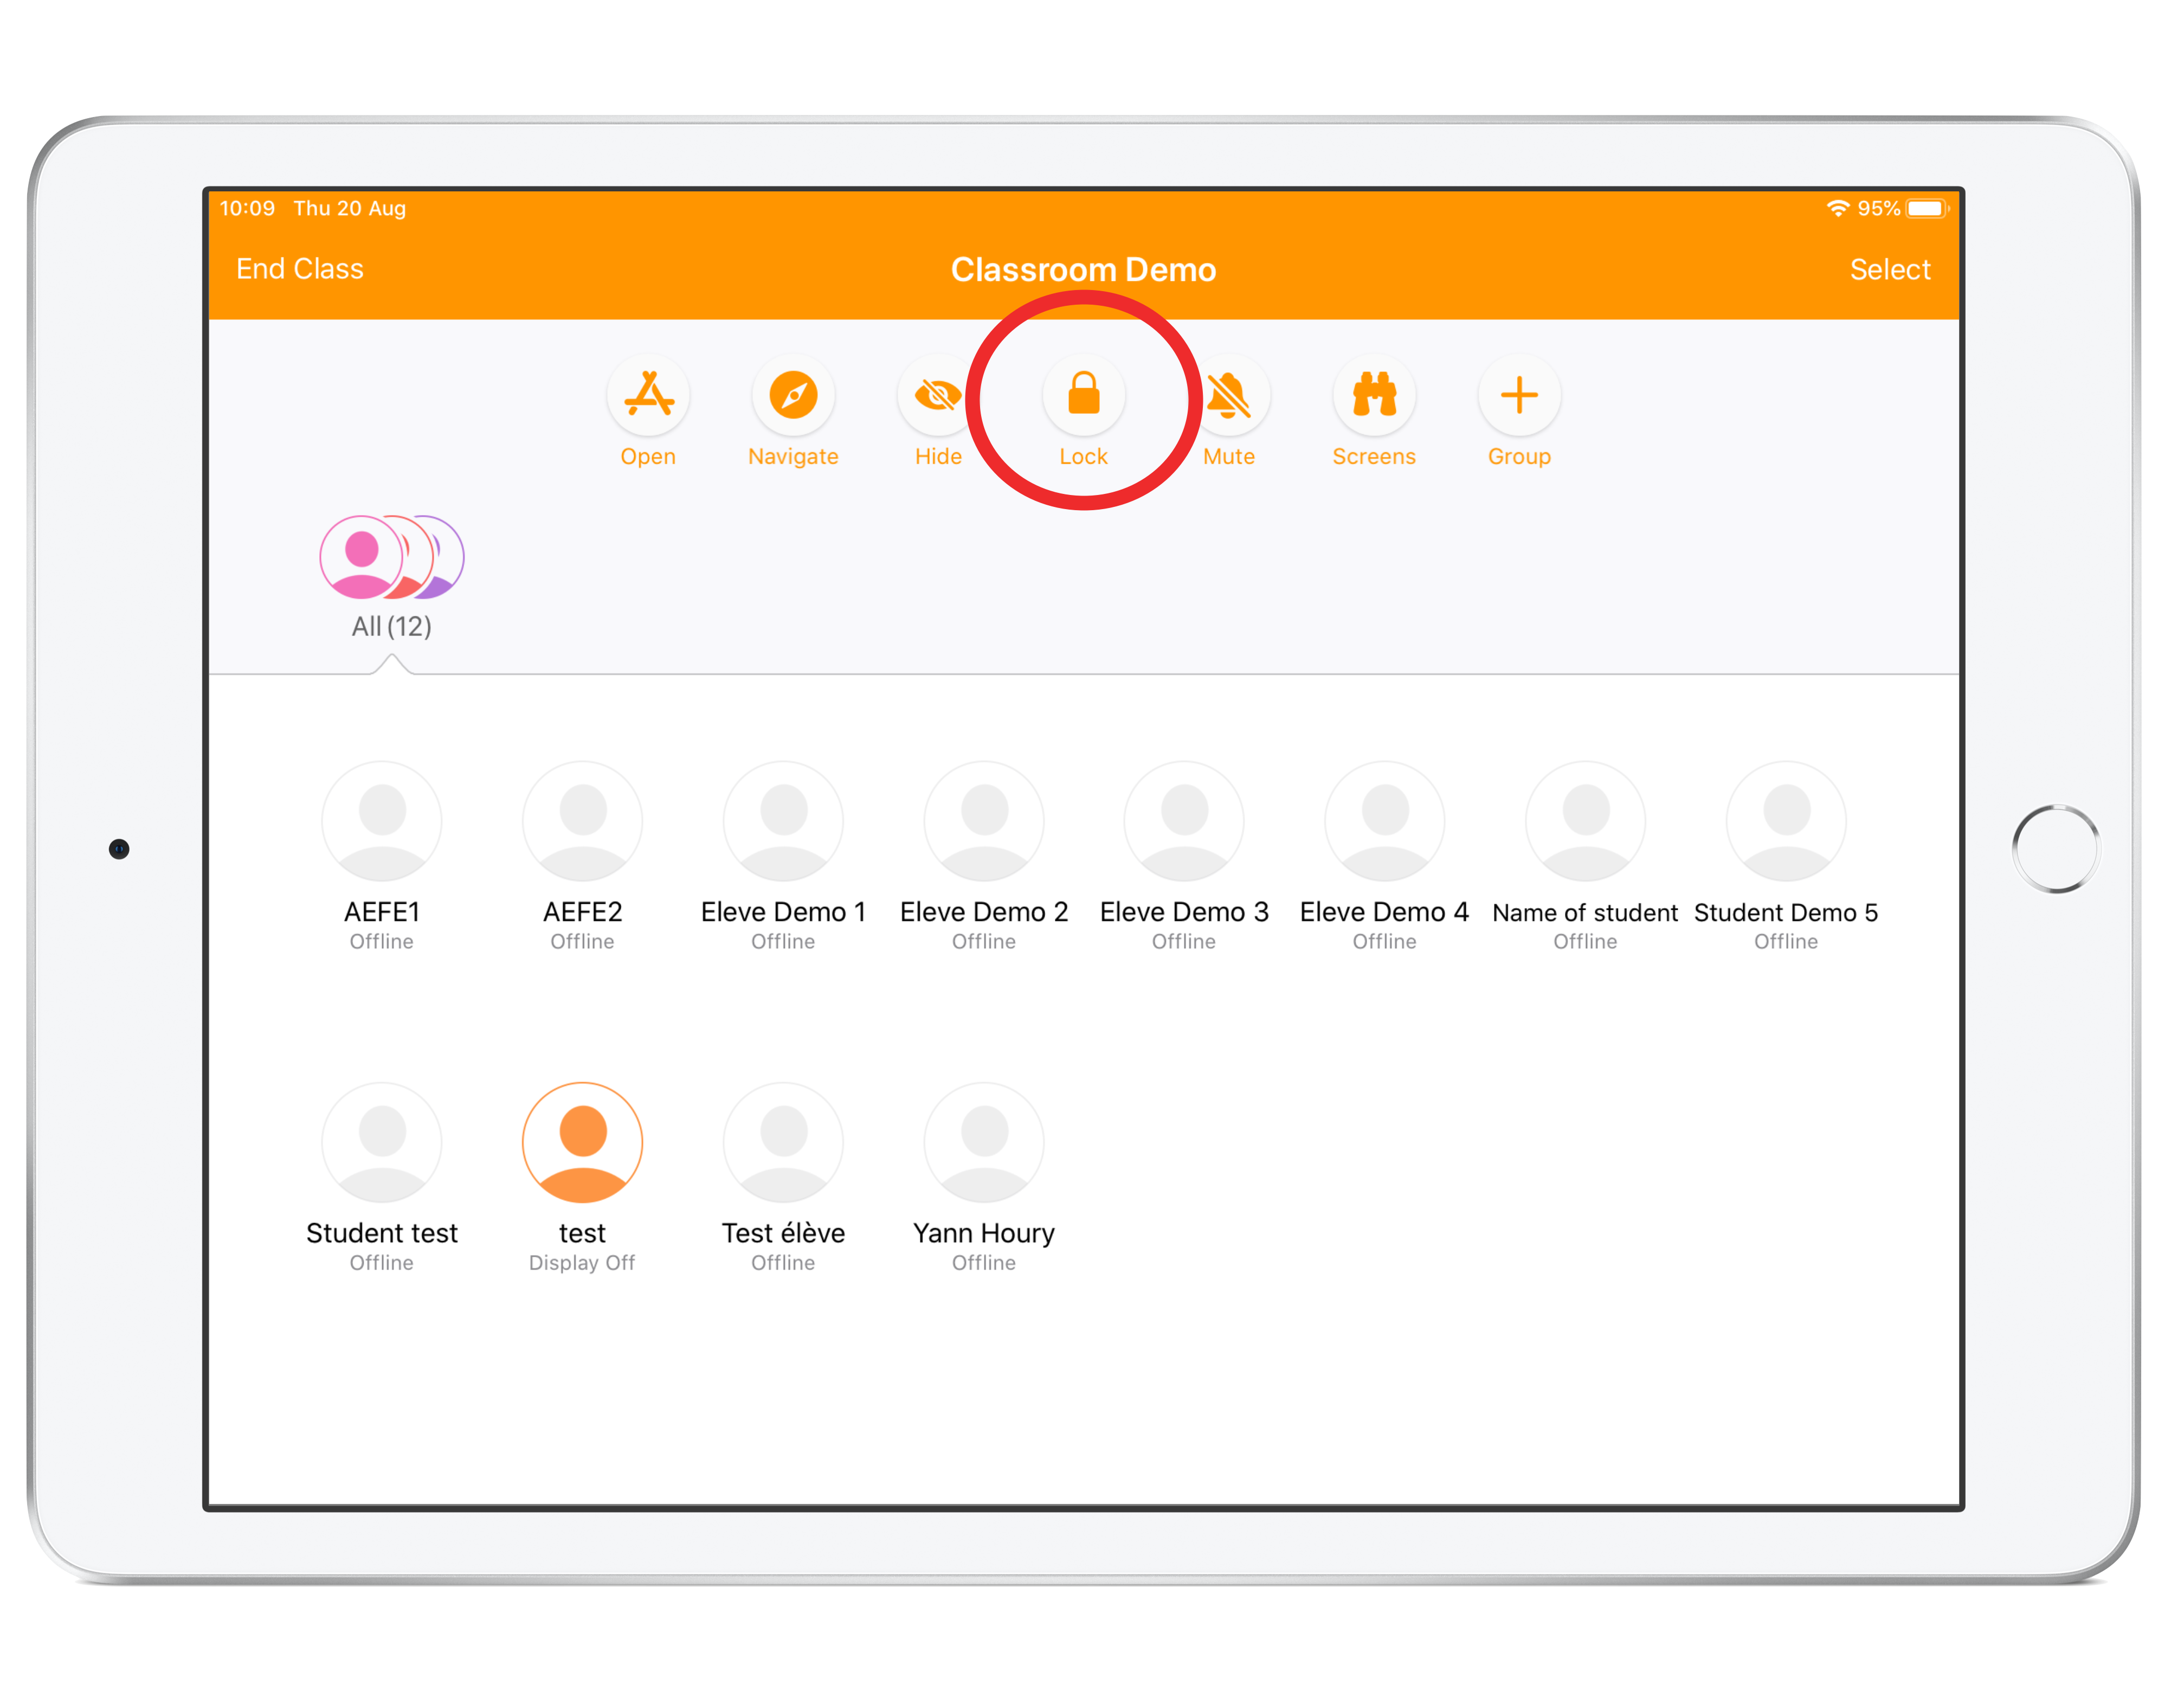 10:09 Thu 20 Aug 95%
End Class Classroom Demo Select
Open Navigate Hide Lock Mute Screens Group
All (12)
AEFE1 AEFE2 Eleve Demo 1 Eleve Demo 2 Eleve Demo 3 Eleve Demo 4 Name of student Student Demo 5
Offline Offline Offline Offline Offline Offline Offline Offline
Student test test Test élève Yann Houry
Offline Display Off Offline Offline